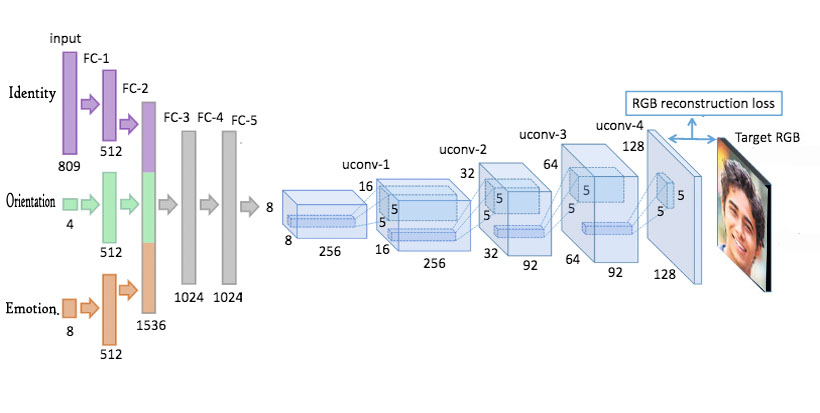 input
Identity
FC-1
FC-2
809
512
Orientation
4
512
Emotion.
8
512
1536
FC-3
FC-4
FC-5
1024
1024
8
8
256
uconv-1
16
5
5
16
256
uconv-2
32
5
5
32
92
uconv-3
64
5
5
64
92
uconv-4
128
5
5
128
RGB reconstruction loss
Target RGB